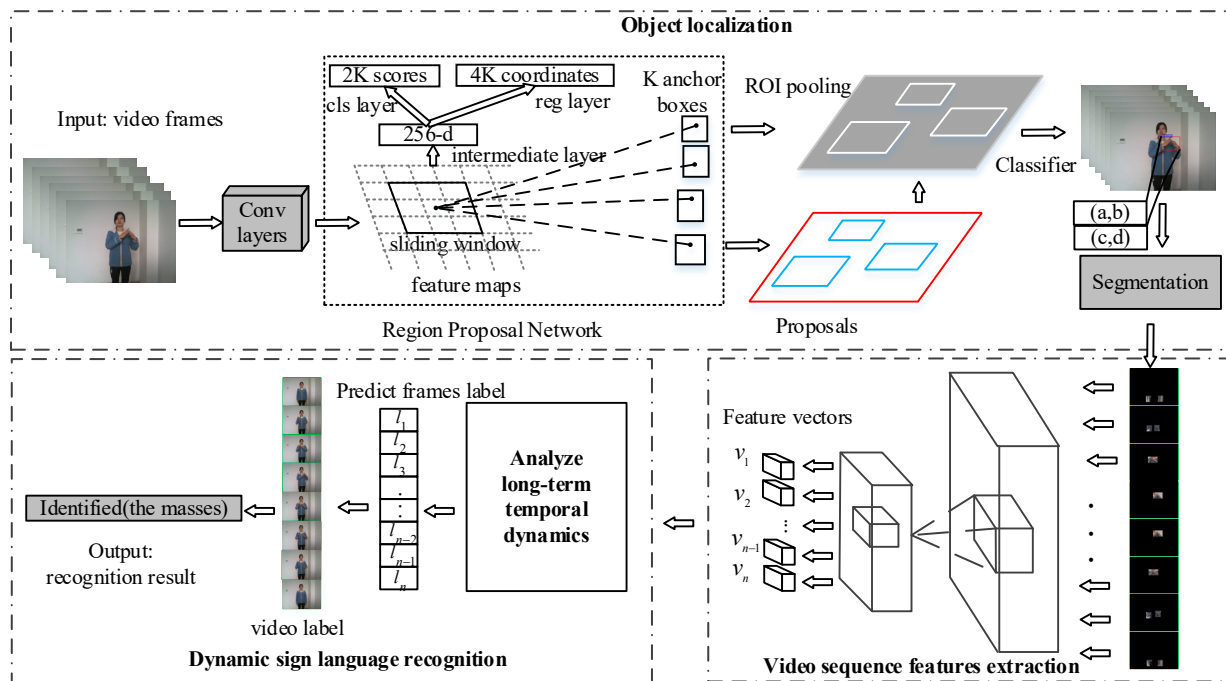 Object localization
Input: video frames
Conv
layers
2K scores
4K coordinates
cls layer
reg layer
256-d
intermediate layer
sliding window
feature maps
Region Proposal Network
K anchor
boxes
ROI pooling
Proposals
Classifier
(a,b)
(c,d)
Segmentation
Feature vectors
v1
v2
⋮
vn−1
vn
Video sequence features extraction
Analyze
long-term
temporal
dynamics
Predict frames label
l1
l2
l3
.
⋮
ln−2
ln−1
ln
video label
Identified(the masses)
Output:
recognition result
Dynamic sign language recognition